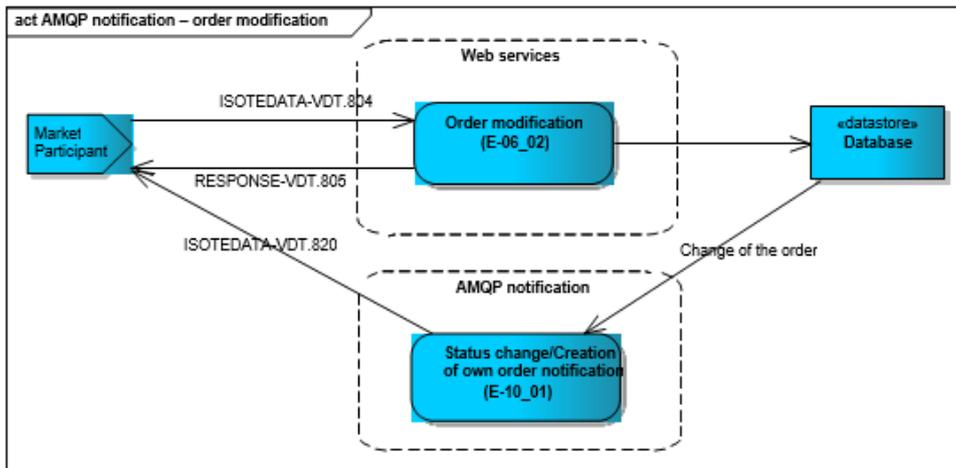 act AMQP notification – order modification
Web services
ISOTEDATA-VDT.804
Market
Participant
Order modification
(E-06_02)
«datastore»
Database
RESPONSE-VDT.805
ISOTEDATA-VDT.820
Change of the order
AMQP notification
Status change/Creation
of own order notification
(E-10_01)